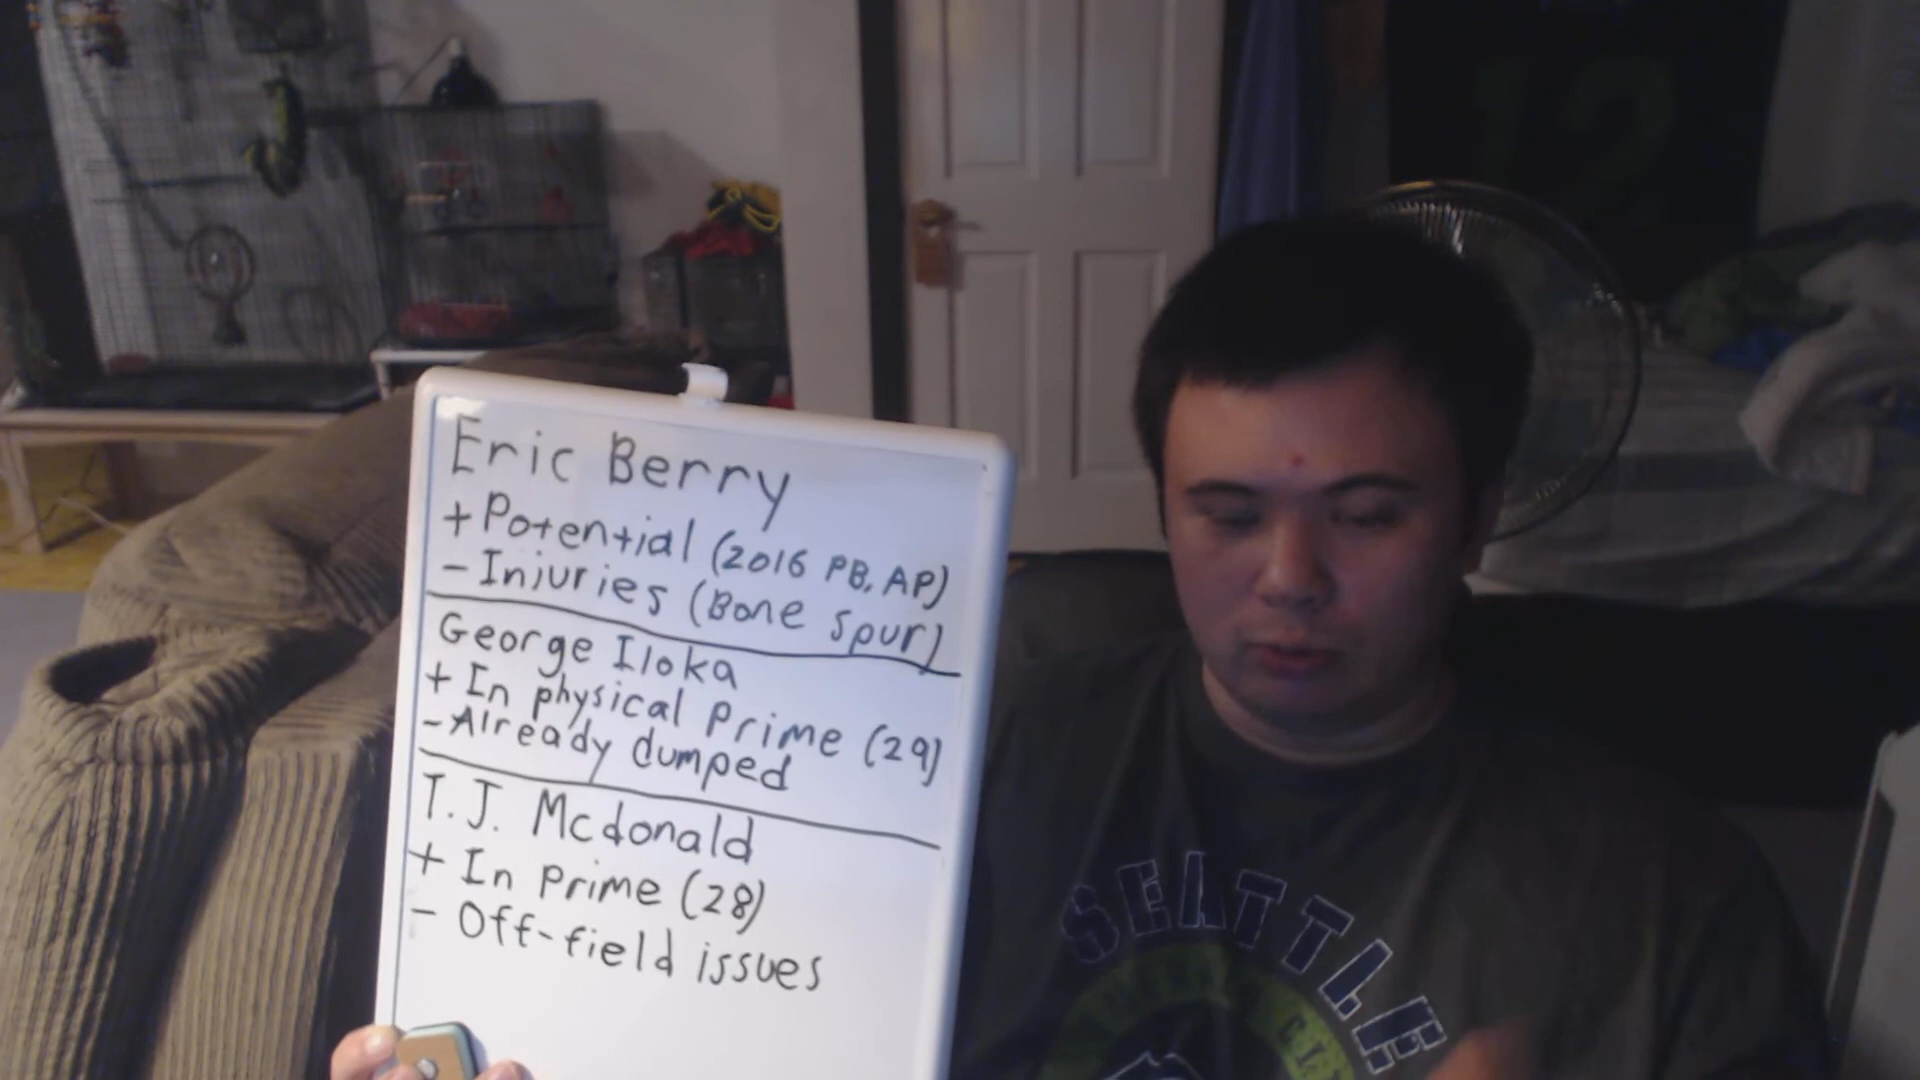 Eric Berry
+ Potential (2016 PB, AP)
- Injuries (Bone Spur)
George Iloka
+ In physical Prime (29)
- Already dumped
T.J. Mcdonald
+ In Prime (28)
- Off-field issues
SEATTLE
12